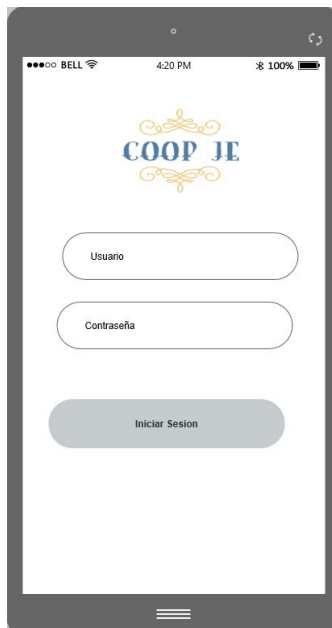 BELL 4:20 PM 100%
COOP JE
Usuario
Contraseña
Iniciar Sesion